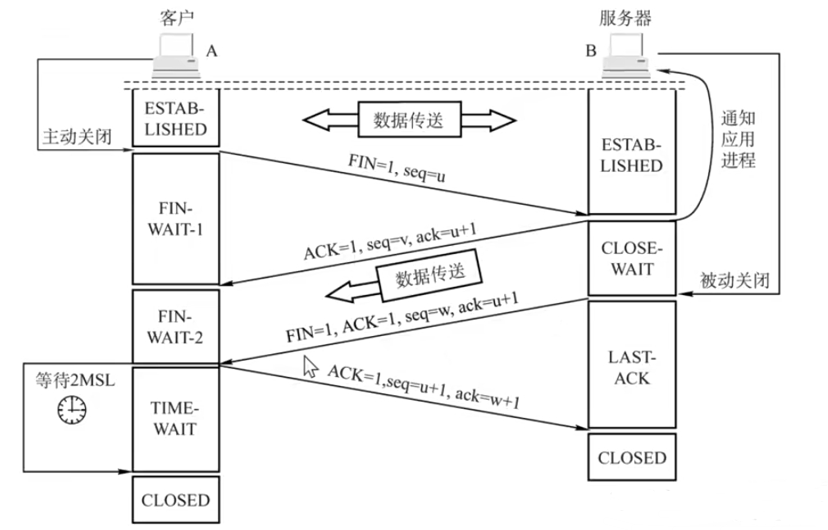 客户
服务器
A
B
ESTAB-
LISHED
数据传送
ESTAB-
LISHED
通知
应用
进程
主动关闭
FIN=1, seq=u
FIN-
WAIT-1
ACK=1, seq=v, ack=u+1
CLOSE-
WAIT
数据传送
被动关闭
FIN-
WAIT-2
FIN=1, ACK=1, seq=w, ack=u+1
LAST-
ACK
等待2MSL
ACK=1,seq=u+1, ack=w+1
TIME-
WAIT
CLOSED
CLOSED